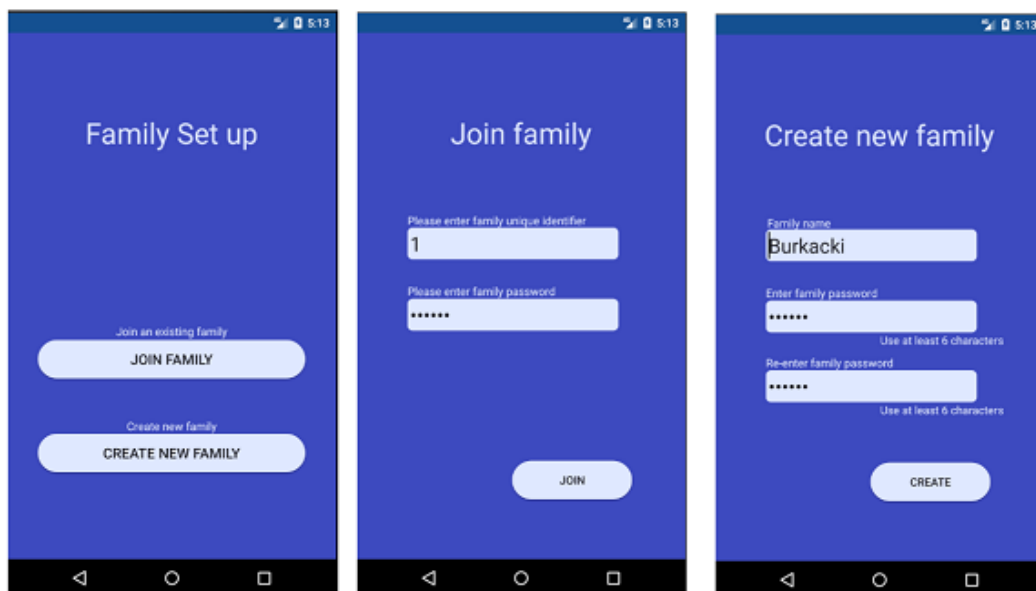 5:13
Family Set up
Join an existing family
JOIN FAMILY
Create new family
CREATE NEW FAMILY
5:13
Join family
Please enter family unique identifier
1
Please enter family password
••••••
JOIN
5:13
Create new family
Family name
Burkacki
Enter family password
••••••
Use at least 6 characters
Re-enter family password
••••••
Use at least 6 characters
CREATE